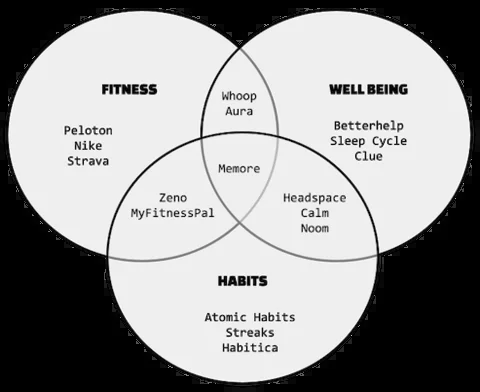 FITNESS
Peloton
Nike
Strava
Whoop
Aura
WELL BEING
Betterhelp
Sleep Cycle
Clue
Memore
Zeno
MyFitnessPal
Headspace
Calm
Noom
HABITS
Atomic Habits
Streaks
Habitica